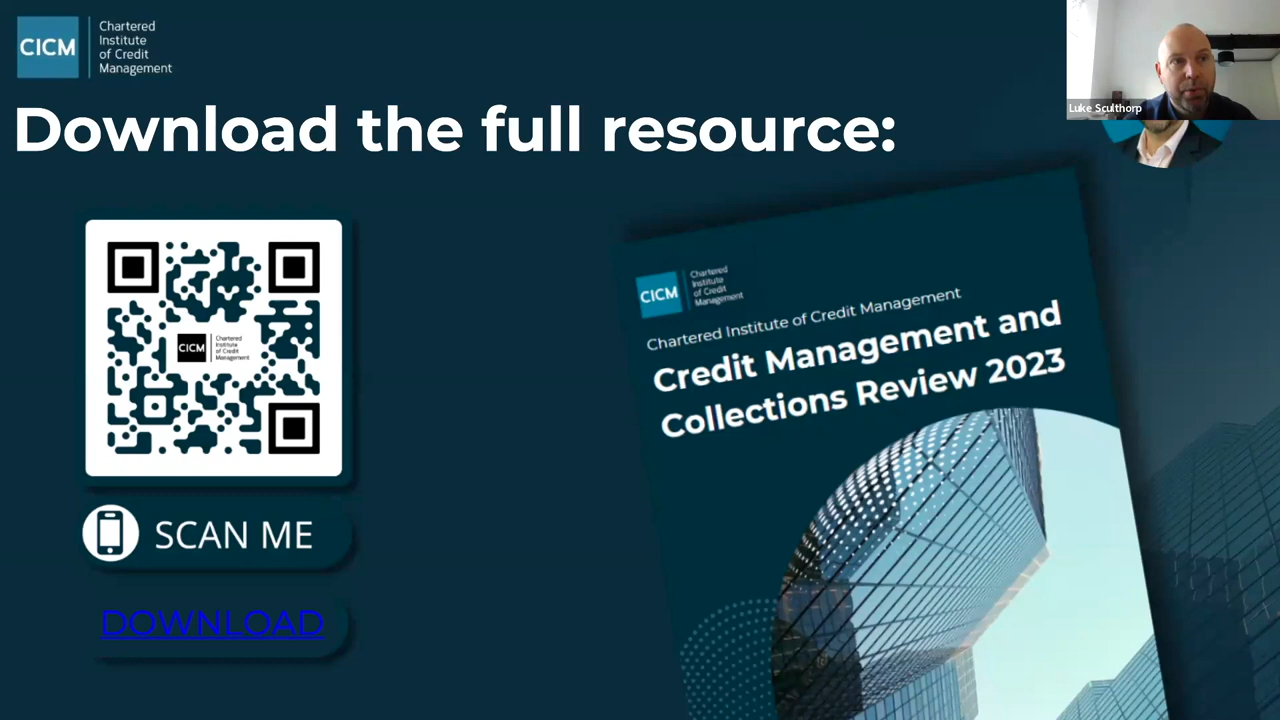 CICM
Chartered
Institute
of Credit
Management
Luke Sculthorp
Download the full resource:
CICM
Chartered
Institute
of Credit
Management
SCAN ME
DOWNLOAD
CICM
Chartered
Institute
of Credit
Management
Chartered Institute of Credit Management
Credit Management and
Collections Review 2023